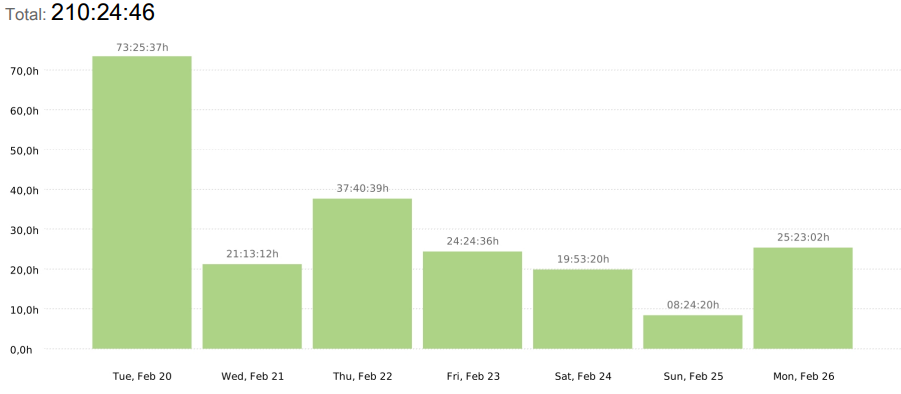 Total: 210:24:46
73:25:37h
70,0h
60,0h
50,0h
40,0h
37:40:39h
30,0h
24:24:36h
25:23:02h
21:13:12h
20,0h
19:53:20h
10,0h
08:24:20h
0,0h
Tue, Feb 20 Wed, Feb 21 Thu, Feb 22 Fri, Feb 23 Sat, Feb 24 Sun, Feb 25 Mon, Feb 26